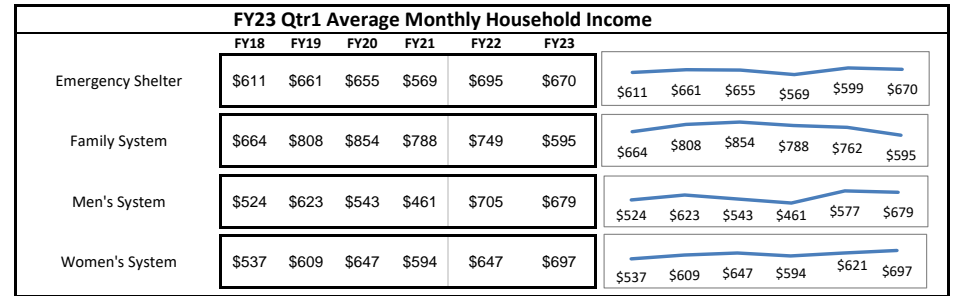 FY23 Qtr1 Average Monthly Household Income
FY18 FY19 FY20 FY21 FY22 FY23
Emergency Shelter $611 $661 $655 $569 $695 $670 $611 $661 $655 $569 $599 $670
Family System $664 $808 $854 $788 $749 $595 $664 $808 $854 $788 $762 $595
Men's System $524 $623 $543 $461 $705 $679 $524 $623 $543 $461 $577 $679
Women's System $537 $609 $647 $594 $647 $697 $537 $609 $647 $594 $621 $697